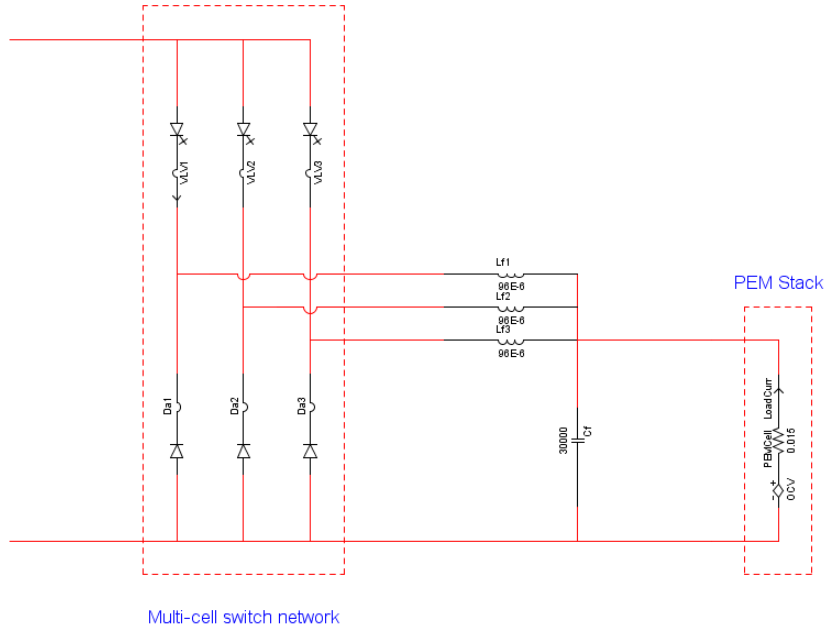 VLV1
VLV2
VLV3
Lf1
96E-6
Lf2
96E-6
Lf3
96E-6
PEM Stack
Da1
Da2
Da3
30000
Cf
LoadCurr
PEMCell
0.015
+
-
OCV
Multi-cell switch network